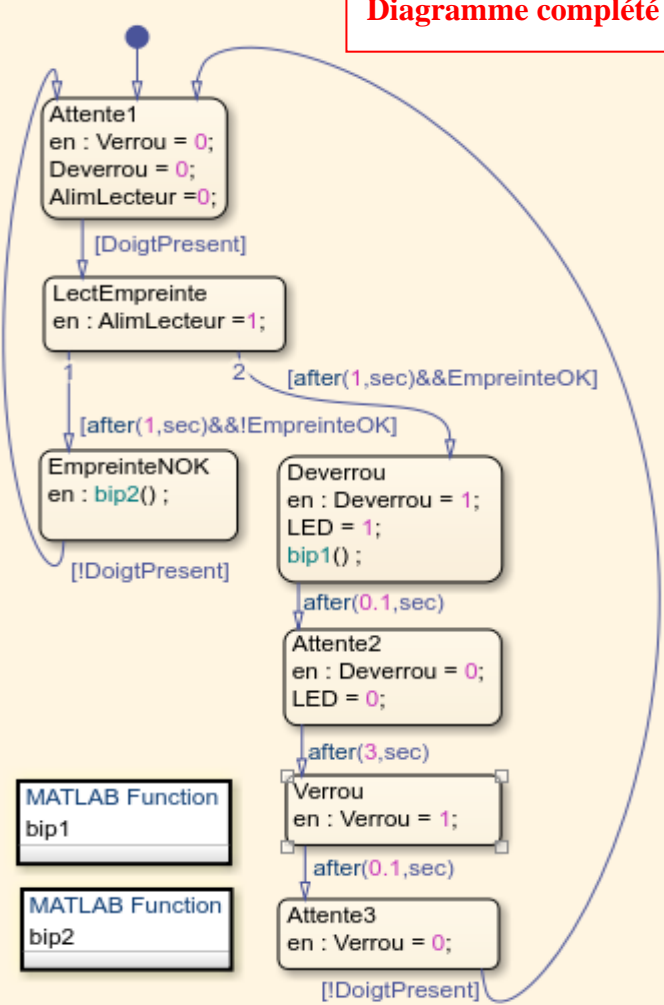 Diagramme complété
Attente1
en : Verrou = 0;
Deverrou = 0;
AlimLecteur =0;
[DoigtPresent]
LectEmpreinte
en : AlimLecteur =1;
1
2
[after(1,sec)&&EmpreinteOK]
[after(1,sec)&&!EmpreinteOK]
EmpreinteNOK
en : bip2() ;
[!DoigtPresent]
Deverrou
en : Deverrou = 1;
LED = 1;
bip1() ;
after(0.1,sec)
Attente2
en : Deverrou = 0;
LED = 0;
after(3,sec)
Verrou
en : Verrou = 1;
after(0.1,sec)
Attente3
en : Verrou = 0;
[!DoigtPresent]
MATLAB Function
bip1
MATLAB Function
bip2